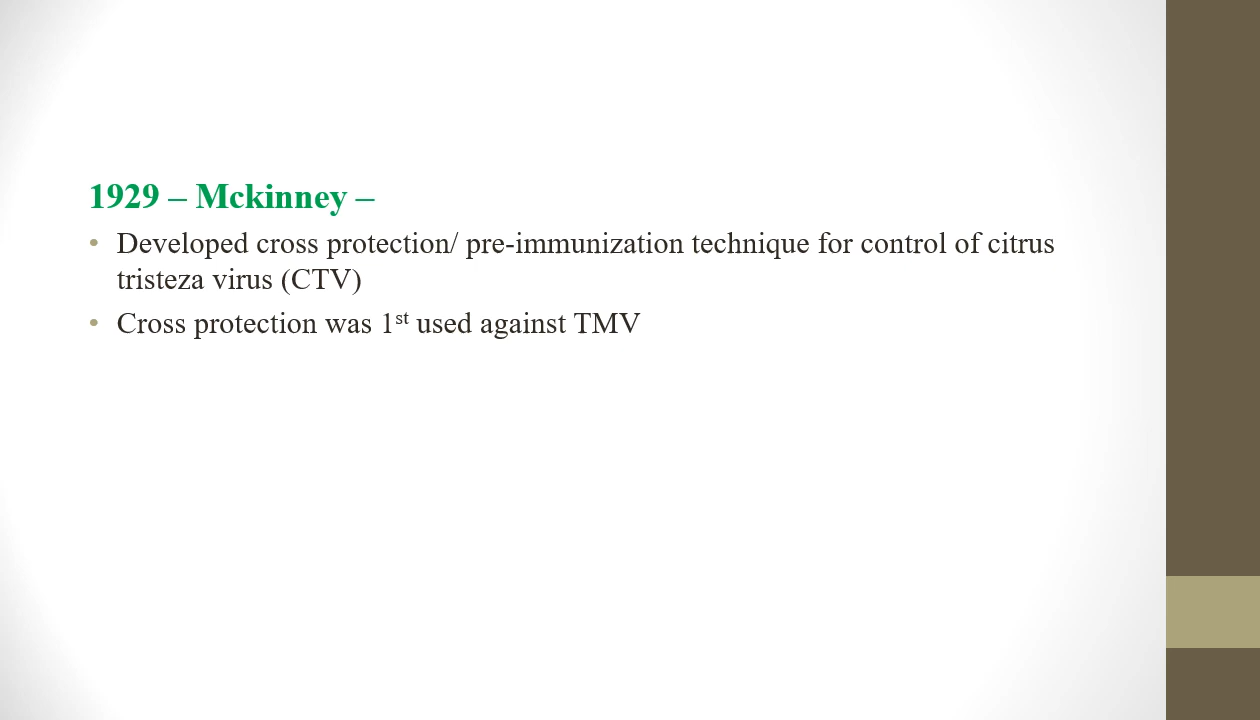 1929 – Mckinney –
• Developed cross protection/ pre-immunization technique for control of citrus
tristeza virus (CTV)
• Cross protection was 1st used against TMV